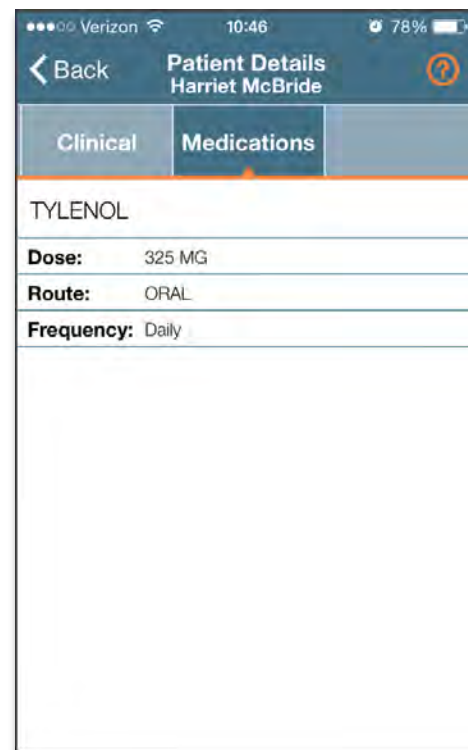 Verizon 10:46 78%
Back Patient Details
Harriet McBride ?
Clinical Medications
TYLENOL
Dose: 325 MG
Route: ORAL
Frequency: Daily